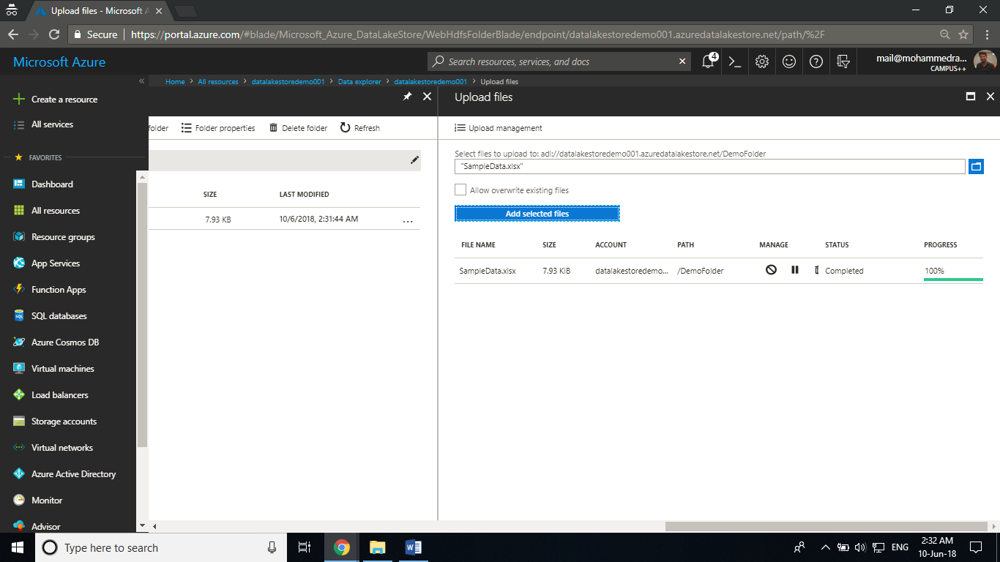 Upload files - Microsoft A
Secure
https://portal.azure.com/#blade/Microsoft_Azure_DataLakeStore/WebHdfsFolderBlade/endpoint/datalakestoredemo001.azuredatalakestore.net/path/%2F
Microsoft Azure
Search resources, services, and docs
4
mail@mohammedra...
CAMPUS++
Home > All resources > datalakestoredemo001 > Data explorer > datalakestoredemo001 > Upload files
Create a resource
All services
FAVORITES
Dashboard
All resources
Resource groups
App Services
Function Apps
SQL databases
Azure Cosmos DB
Virtual machines
Load balancers
Storage accounts
Virtual networks
Azure Active Directory
Monitor
Advisor
folder
Folder properties
Delete folder
Refresh
SIZE
LAST MODIFIED
7.93 KB
10/6/2018, 2:31:44 AM
...
Upload files
Upload management
Select files to upload to: adl://datalakestoredemo001.azuredatalakestore.net/DemoFolder
"SampleData.xlsx"
Allow overwrite existing files
Add selected files
FILE NAME SIZE ACCOUNT PATH MANAGE STATUS PROGRESS
SampleData.xlsx 7.93 KiB datalakestoredemo... /DemoFolder Completed 100%
Type here to search
ENG
2:32 AM
10-Jun-18